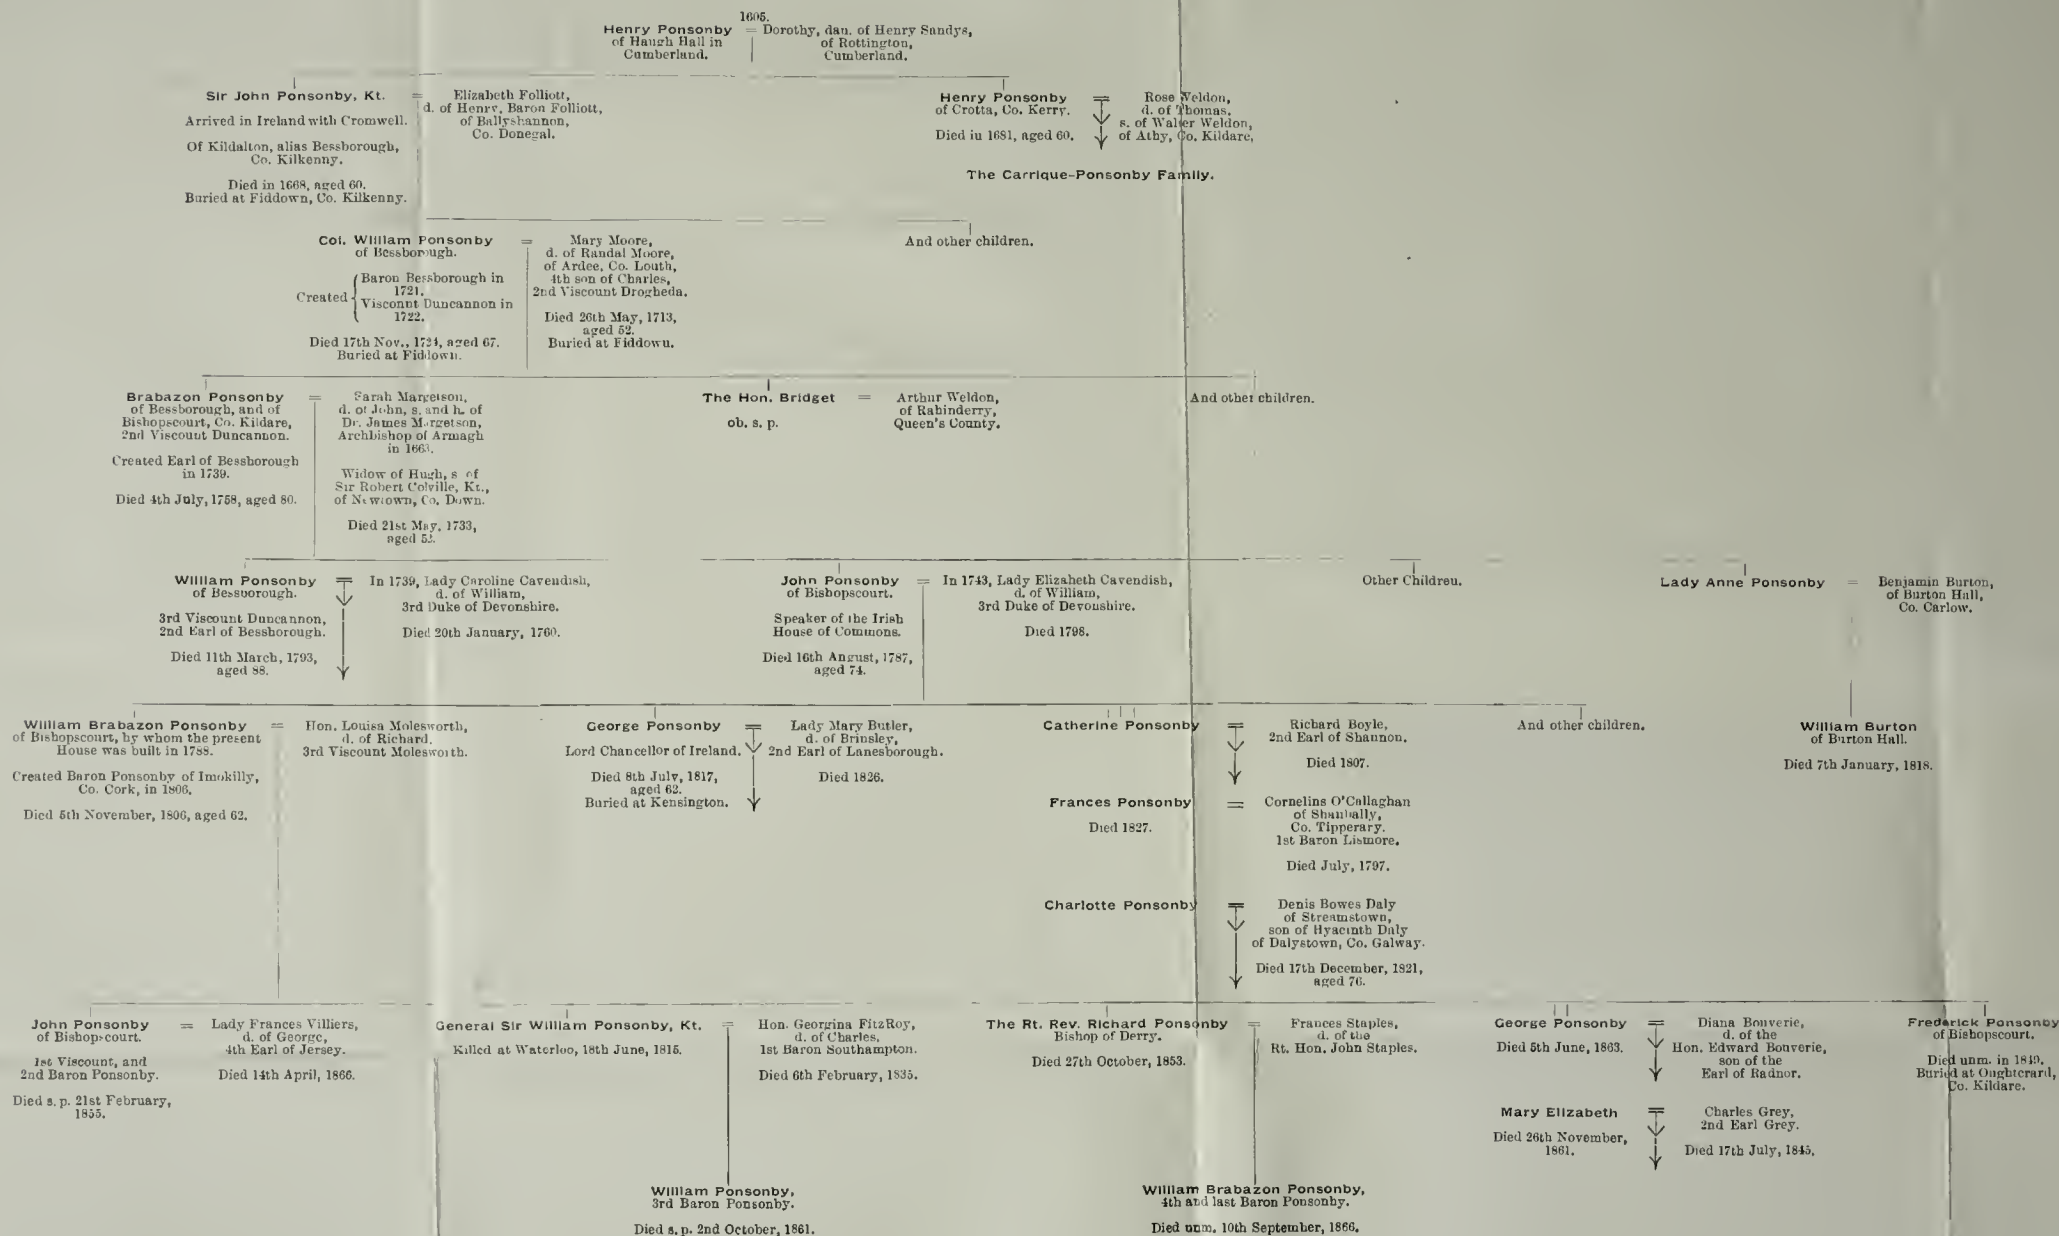 1605.
Henry Ponsonby
of Haugh Hall in
Cumberland.
= Dorothy, dau. of Henry Sandys,
of Rottington,
Cumberland.
Sir John Ponsonby, Kt.
Arrived in Ireland with Cromwell.
Of Kildalton, alias Bessborough,
Co. Kilkenny.
Died in 1668, aged 60.
Buried at Fiddown, Co. Kilkenny.
= Elizabeth Folliott,
d. of Henry, Baron Folliott,
of Ballyshannon,
Co. Donegal.
Henry Ponsonby
of Crotta, Co. Kerry.
Died in 1681, aged 60.
= Rose Weldon,
d. of Thomas,
s. of Walter Weldon,
of Athy, Co. Kildare,
The Carrique-Ponsonby Family.
Col. William Ponsonby
of Bessborough.
Created
Baron Bessborough in
1721.
Viscount Duncannon in
1722.
Died 17th Nov., 1724, aged 67.
Buried at Fiddown.
= Mary Moore,
d. of Randal Moore,
of Ardee, Co. Louth,
4th son of Charles,
2nd Viscount Drogheda.
Died 26th May, 1713,
aged 52.
Buried at Fiddown.
And other children.
Brabazon Ponsonby
of Bessborough, and of
Bishopscourt, Co. Kildare,
2nd Viscount Duncannon.
Created Earl of Bessborough
in 1739.
Died 4th July, 1758, aged 80.
= Sarah Margetson,
d. of John, s. and h. of
Dr. James Margetson,
Archbishop of Armagh
in 1663.
Widow of Hugh, s. of
Sir Robert Colville, Kt.,
of Newtown, Co. Down.
Died 21st May, 1733,
aged 52.
The Hon. Bridget
ob. s. p.
= Arthur Weldon,
of Rahinderry,
Queen's County.
And other children.
William Ponsonby
of Bessborough.
3rd Viscount Duncannon,
2nd Earl of Bessborough.
Died 11th March, 1793,
aged 88.
= In 1739, Lady Caroline Cavendish,
d. of William,
3rd Duke of Devonshire.
Died 20th January, 1760.
John Ponsonby
of Bishopscourt.
Speaker of the Irish
House of Commons.
Died 16th August, 1787,
aged 74.
= In 1743, Lady Elizabeth Cavendish,
d. of William,
3rd Duke of Devonshire.
Died 1798.
Other Children.
Lady Anne Ponsonby
= Benjamin Burton,
of Burton Hall,
Co. Carlow.
William Brabazon Ponsonby
of Bishopscourt, by whom the present
House was built in 1788.
Created Baron Ponsonby of Imokilly,
Co. Cork, in 1806.
Died 5th November, 1806, aged 62.
= Hon. Louisa Molesworth,
d. of Richard,
3rd Viscount Molesworth.
George Ponsonby
Lord Chancellor of Ireland.
Died 8th July, 1817,
aged 62.
Buried at Kensington.
= Lady Mary Butler,
d. of Brinsley,
2nd Earl of Lanesborough.
Died 1826.
Catherine Ponsonby
= Richard Boyle,
2nd Earl of Shannon.
Died 1807.
Frances Ponsonby
Died 1827.
= Cornelius O'Callaghan
of Shanbally,
Co. Tipperary.
1st Baron Lismore.
Died July, 1797.
Charlotte Ponsonby
= Denis Bowes Daly
of Streamstown,
son of Hyacinth Daly
of Dalystown, Co. Galway.
Died 17th December, 1821,
aged 76.
And other children.
William Burton
of Burton Hall.
Died 7th January, 1818.
John Ponsonby
of Bishopscourt.
1st Viscount, and
2nd Baron Ponsonby.
Died s. p. 21st February,
1855.
= Lady Frances Villiers,
d. of George,
4th Earl of Jersey.
Died 14th April, 1866.
General Sir William Ponsonby, Kt.
Killed at Waterloo, 18th June, 1815.
= Hon. Georgina FitzRoy,
d. of Charles,
1st Baron Southampton.
Died 6th February, 1835.
The Rt. Rev. Richard Ponsonby
Bishop of Derry.
Died 27th October, 1853.
= Frances Staples,
d. of the
Rt. Hon. John Staples.
George Ponsonby
Died 5th June, 1863.
= Diana Bouverie,
d. of the
Hon. Edward Bouverie,
son of the
Earl of Radnor.
Frederick Ponsonby
of Bishopscourt.
Died unm. in 1849.
Buried at Oughterard,
Co. Kildare.
Mary Elizabeth
Died 26th November,
1861.
= Charles Grey,
2nd Earl Grey.
Died 17th July, 1845.
William Ponsonby,
3rd Baron Ponsonby.
Died s. p. 2nd October, 1861.
William Brabazon Ponsonby,
4th and last Baron Ponsonby.
Died unm. 10th September, 1866.